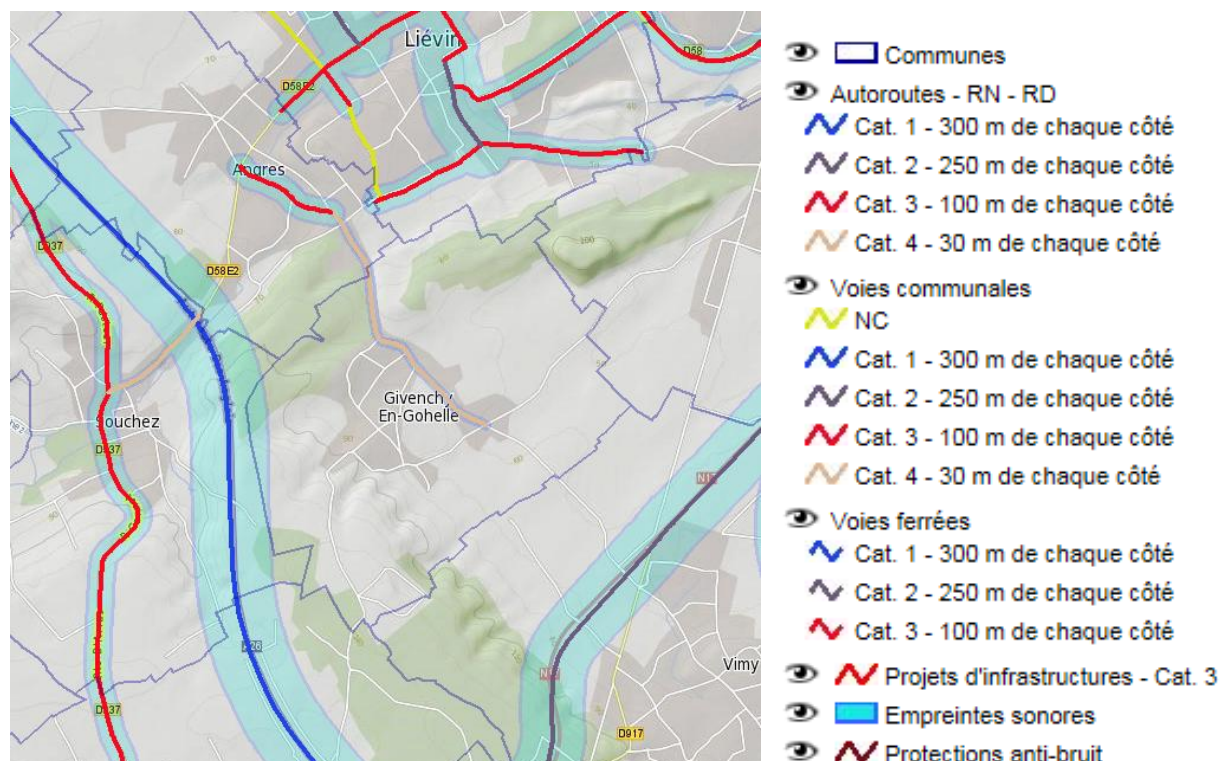 Liévin
D58
D58E2
Angres
D937
D58E2
Givenchy
En-Gohelle
Souchez
D937
N17
A26
Vimy
D937
D917
Communes
Autoroutes - RN - RD
Cat. 1 - 300 m de chaque côté
Cat. 2 - 250 m de chaque côté
Cat. 3 - 100 m de chaque côté
Cat. 4 - 30 m de chaque côté
Voies communales
NC
Cat. 1 - 300 m de chaque côté
Cat. 2 - 250 m de chaque côté
Cat. 3 - 100 m de chaque côté
Cat. 4 - 30 m de chaque côté
Voies ferrées
Cat. 1 - 300 m de chaque côté
Cat. 2 - 250 m de chaque côté
Cat. 3 - 100 m de chaque côté
Projets d'infrastructures - Cat. 3
Empreintes sonores
Protections anti-bruit